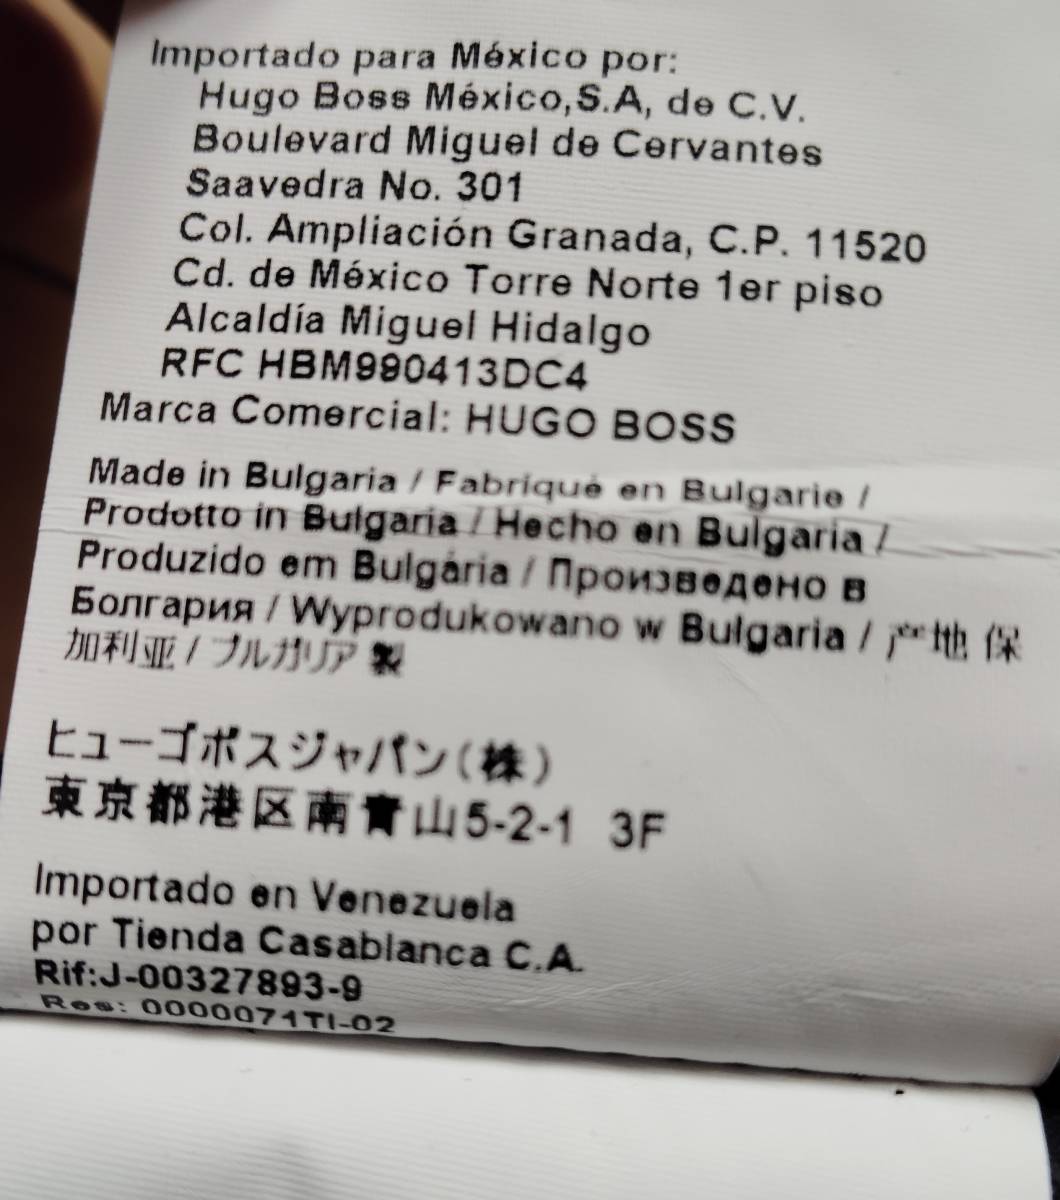 Importado para México por:
Hugo Boss México,S.A, de C.V.
Boulevard Miguel de Cervantes
Saavedra No. 301
Col. Ampliación Granada, C.P. 11520
Cd. de México Torre Norte 1er piso
Alcaldía Miguel Hidalgo
RFC HBM990413DC4
Marca Comercial: HUGO BOSS
Made in Bulgaria / Fabriqué en Bulgarie /
Prodotto in Bulgaria / Hecho en Bulgaria /
Produzido em Bulgária / Произведено в
Болгария / Wyprodukowano w Bulgaria / 产地 保
加利亚 / ブルガリア 製
ヒューゴボスジャパン(株)
東京都港区南青山5-2-1 3F
Importado en Venezuela
por Tienda Casablanca C.A.
Rif:J-00327893-9
Res: 0000071TI-02